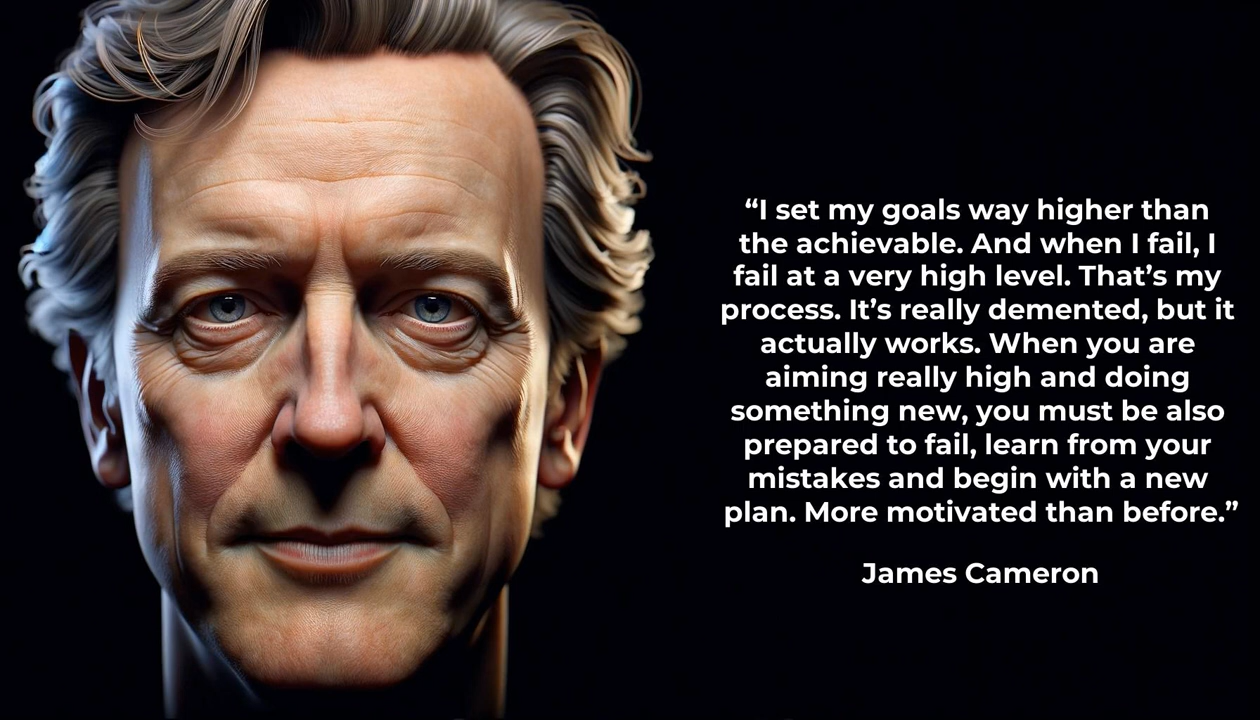 “I set my goals way higher than
the achievable. And when I fail, I
fail at a very high level. That’s my
process. It’s really demented, but it
actually works. When you are
aiming really high and doing
something new, you must be also
prepared to fail, learn from your
mistakes and begin with a new
plan. More motivated than before.”
James Cameron